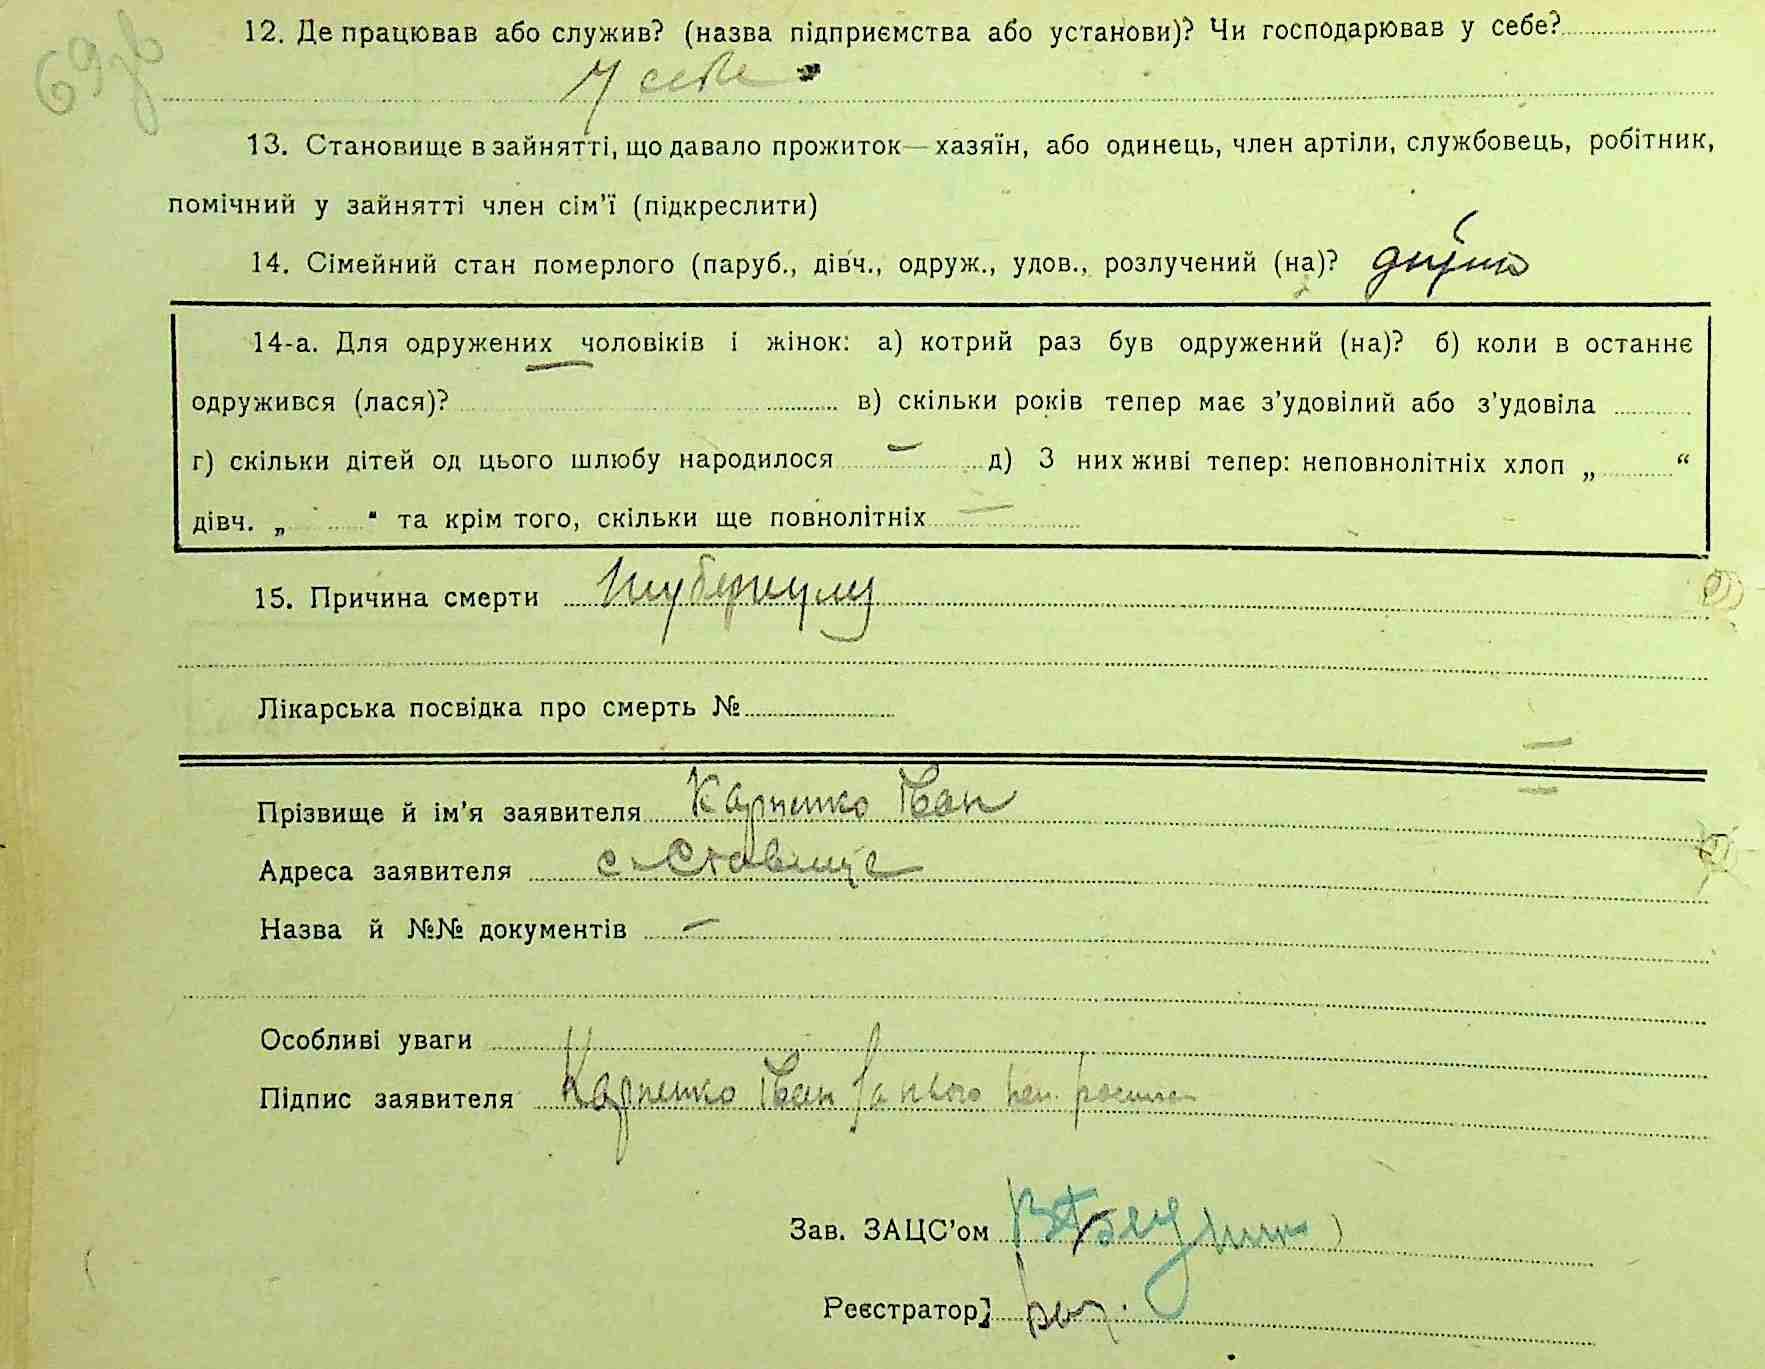 69зв
12. Де працював або служив? (назва підприємства або установи)? Чи господарював у себе?
У себе
13. Становище в зайнятті, що давало прожиток—хазяїн, або одинець, член артіли, службовець, робітник,
помічний у зайнятті член сім’ї (підкреслити)
14. Сімейний стан померлого (паруб., дівч., одруж., удов., розлучений (на)?
14-а. Для одружених чоловіків і жінок: а) котрий раз був одружений (на)? б) коли в останнє
одружився (лася)? в) скільки років тепер має з’удовілий або з’удовіла
г) скільки дітей од цього шлюбу народилося — д) З них живі тепер: неповнолітніх хлоп „ “
дівч. „ “ та крім того, скільки ще повнолітніх —
15. Причина смерти туберкулз
Лікарська посвідка про смерть №
Прізвище й ім’я заявителя Карпенко Іван
Адреса заявителя с Ставище
Назва й №№ документів —
Особливі уваги
Підпис заявителя Карпенко Іван за нього
Зав. ЗАЦС’ом
Реєстратор